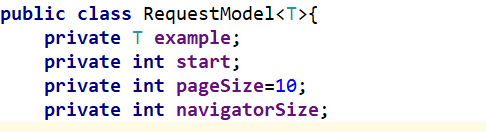 public class RequestModel<T>{
    private T example;
    private int start;
    private int pageSize=10;
    private int navigatorSize;